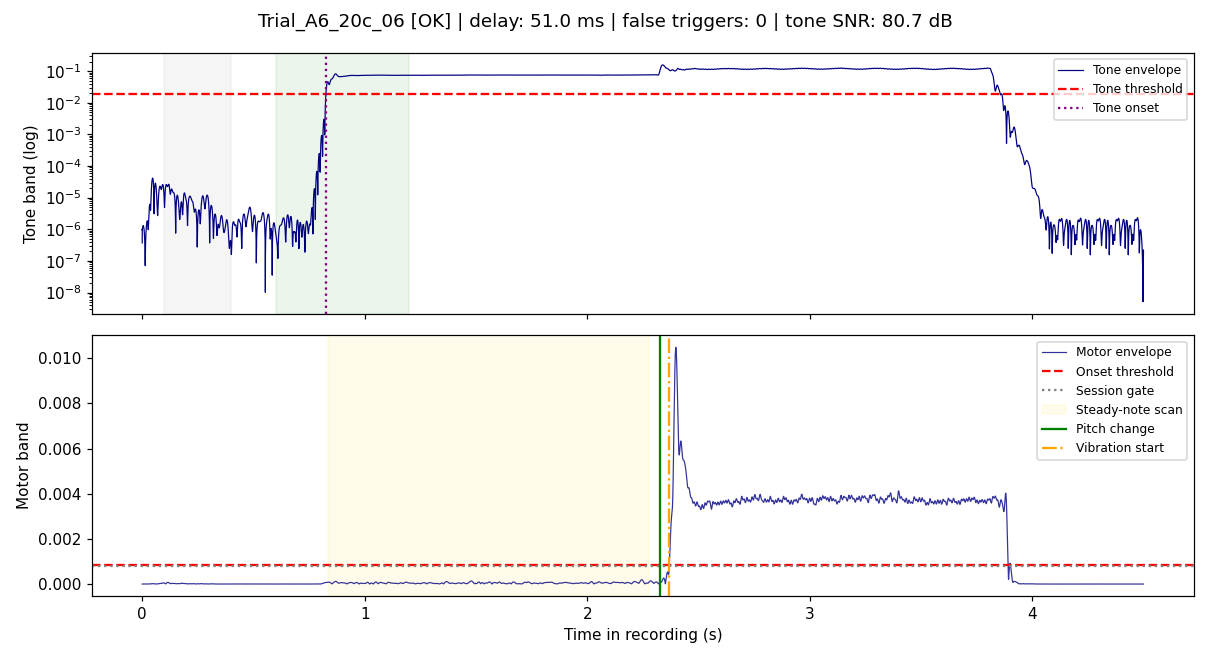 Trial_A6_20c_06 [OK] | delay: 51.0 ms | false triggers: 0 | tone SNR: 80.7 dB
Tone band (log)
10⁻¹
10⁻²
10⁻³
10⁻⁴
10⁻⁵
10⁻⁶
10⁻⁷
10⁻⁸
Tone envelope
Tone threshold
Tone onset
Motor band
0.010
0.008
0.006
0.004
0.002
0.000
Motor envelope
Onset threshold
Session gate
Steady-note scan
Pitch change
Vibration start
0 1 2 3 4
Time in recording (s)